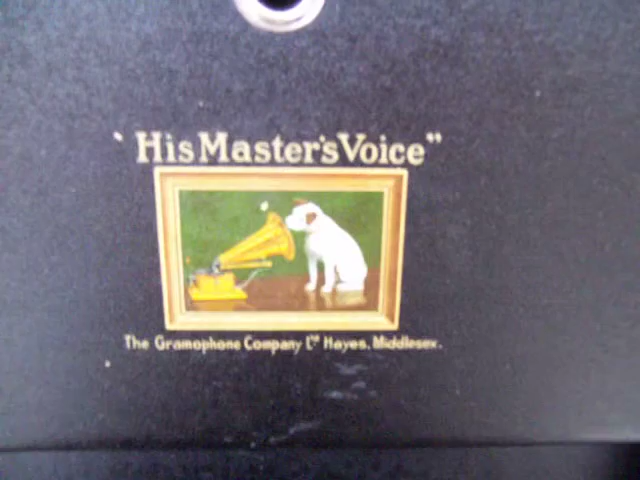 ‛His Master's Voice"
The Gramophone Company Lᵀᴰ Hayes. Middlesex.